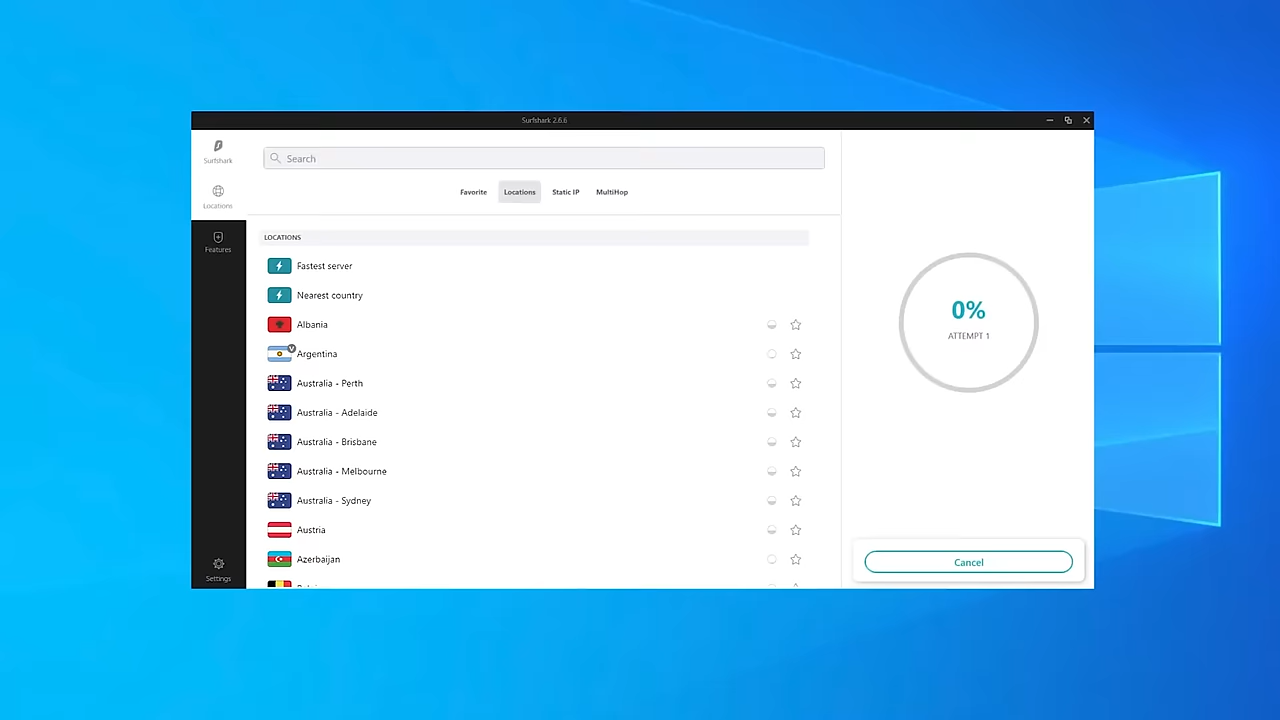 Surfshark 2.6.6
Surfshark
Locations
Features
Settings
Search
Favorite Locations Static IP MultiHop
LOCATIONS
Fastest server
Nearest country
Albania
V
Argentina
Australia - Perth
Australia - Adelaide
Australia - Brisbane
Australia - Melbourne
Australia - Sydney
Austria
Azerbaijan
0%
ATTEMPT 1
Cancel